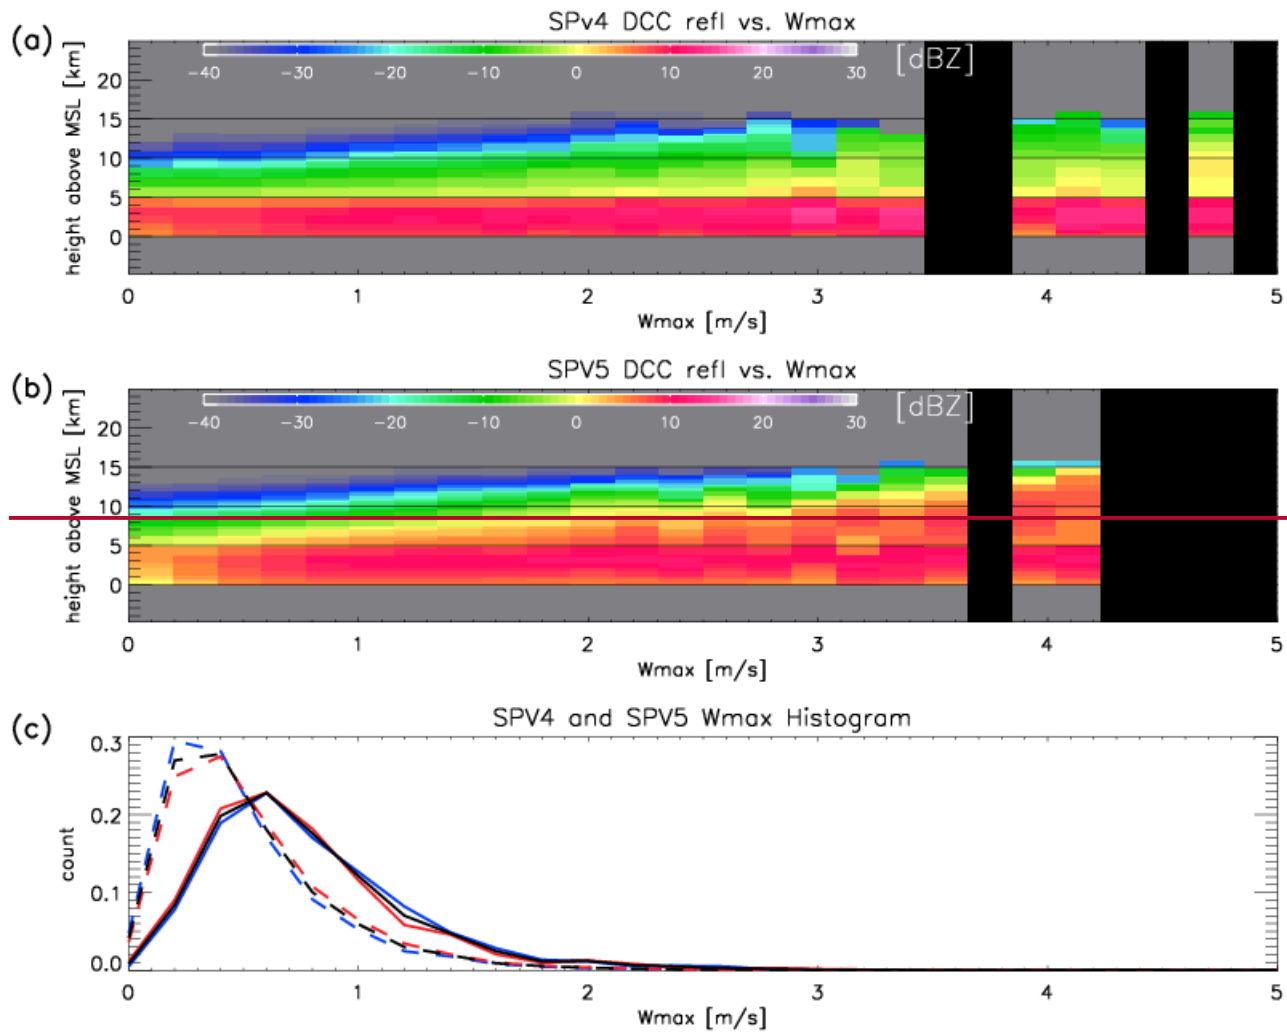 (a)
SPv4 DCC refl vs. Wmax
-40 -30 -20 -10 0 10 20 30 [dBZ]
height above MSL [km]
20
15
10
5
0
0 1 2 3 4 5
Wmax [m/s]
(b)
SPV5 DCC refl vs. Wmax
-40 -30 -20 -10 0 10 20 30 [dBZ]
height above MSL [km]
20
15
10
5
0
0 1 2 3 4 5
Wmax [m/s]
(c)
SPV4 and SPV5 Wmax Histogram
count
0.3
0.2
0.1
0.0
0 1 2 3 4 5
Wmax [m/s]